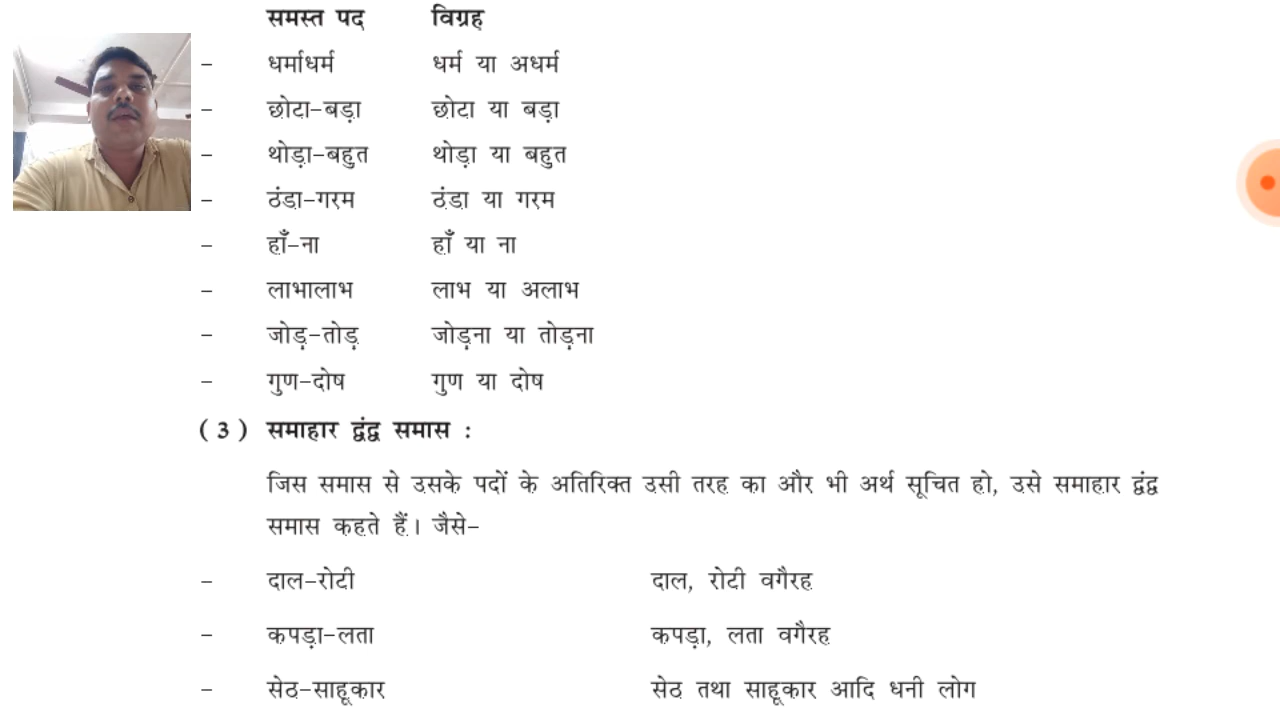 समस्त पद विग्रह
– धर्माधर्म धर्म या अधर्म
– छोटा-बड़ा छोटा या बड़ा
– थोड़ा-बहुत थोड़ा या बहुत
– ठंडा-गरम ठंडा या गरम
– हाँ-ना हाँ या ना
– लाभालाभ लाभ या अलाभ
– जोड़-तोड़ जोड़ना या तोड़ना
– गुण-दोष गुण या दोष
( 3 ) समाहार द्वंद्व समास :
जिस समास से उसके पदों के अतिरिक्त उसी तरह का और भी अर्थ सूचित हो, उसे समाहार द्वंद्व
समास कहते हैं। जैसे-
– दाल-रोटी दाल, रोटी वगैरह
– कपड़ा-लता कपड़ा, लता वगैरह
– सेठ-साहूकार सेठ तथा साहूकार आदि धनी लोग